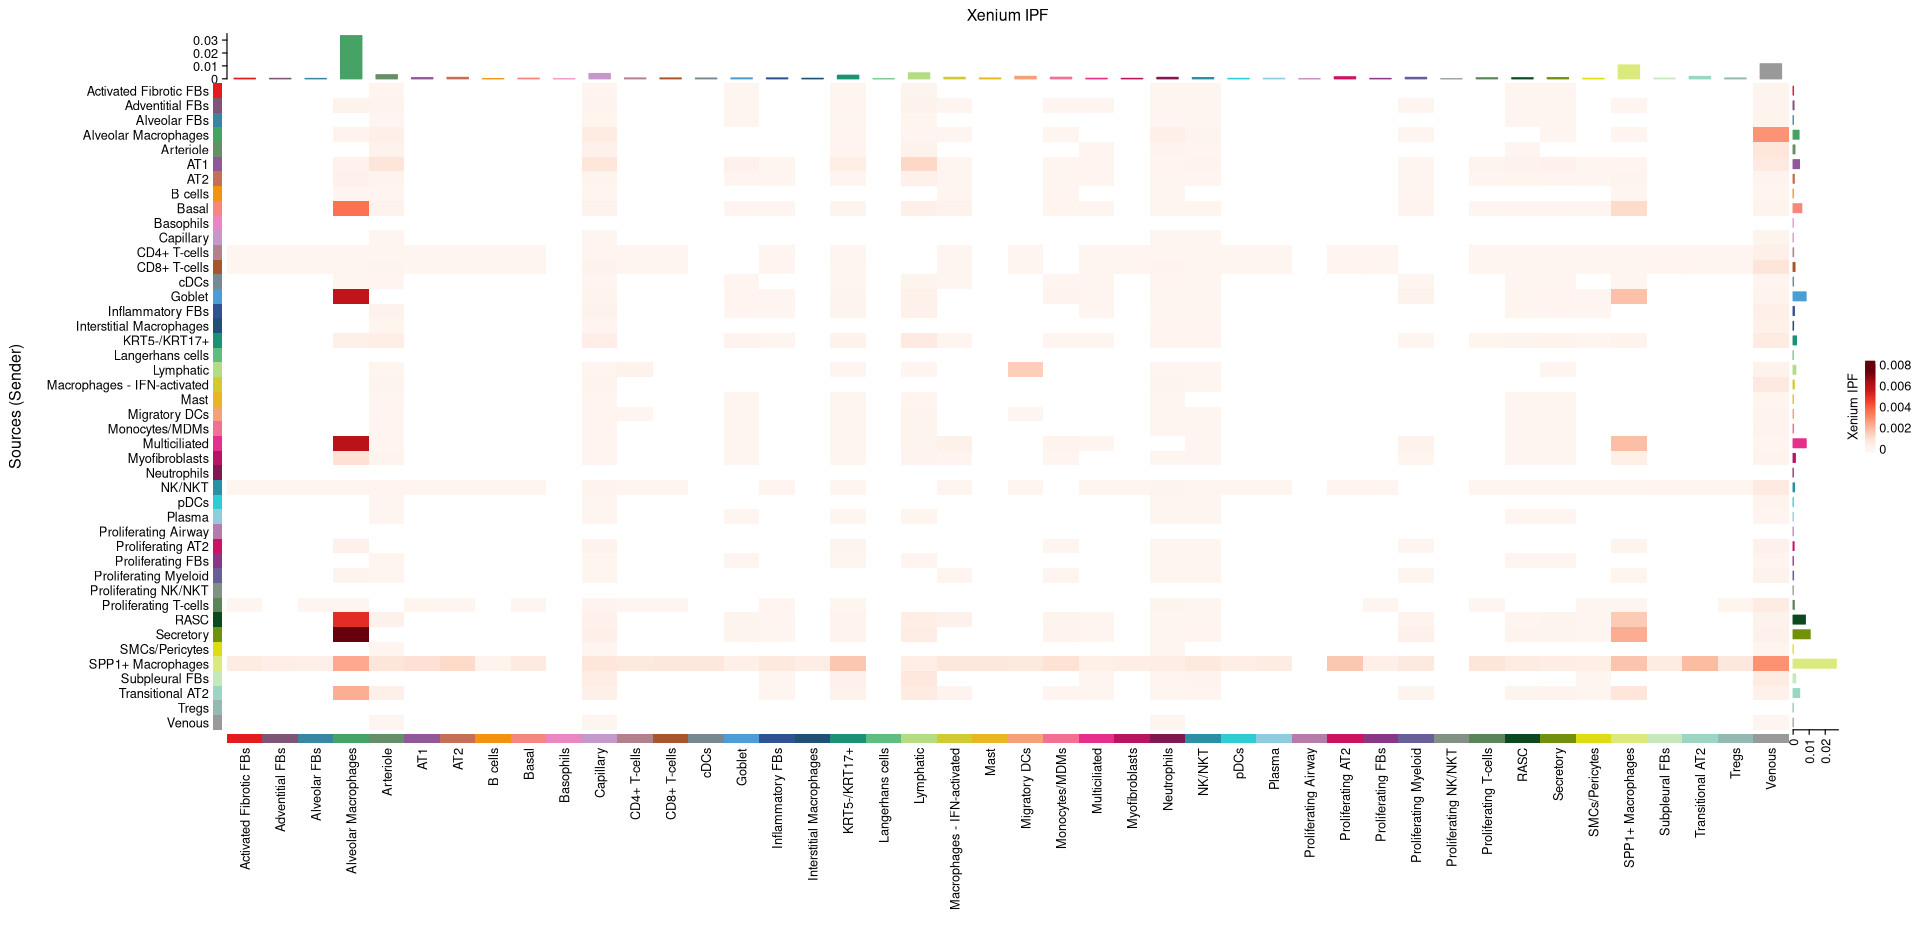 Xenium IPF
0.03
0.02
0.01
0
Activated Fibrotic FBs
Adventitial FBs
Alveolar FBs
Alveolar Macrophages
Arteriole
AT1
AT2
B cells
Basal
Basophils
Capillary
CD4+ T-cells
CD8+ T-cells
cDCs
Goblet
Inflammatory FBs
Interstitial Macrophages
KRT5-/KRT17+
Langerhans cells
Lymphatic
Macrophages - IFN-activated
Mast
Migratory DCs
Monocytes/MDMs
Multiciliated
Myofibroblasts
Neutrophils
NK/NKT
pDCs
Plasma
Proliferating Airway
Proliferating AT2
Proliferating FBs
Proliferating Myeloid
Proliferating NK/NKT
Proliferating T-cells
RASC
Secretory
SMCs/Pericytes
SPP1+ Macrophages
Subpleural FBs
Transitional AT2
Tregs
Venous
Sources (Sender)
Activated Fibrotic FBs
Adventitial FBs
Alveolar FBs
Alveolar Macrophages
Arteriole
AT1
AT2
B cells
Basal
Basophils
Capillary
CD4+ T-cells
CD8+ T-cells
cDCs
Goblet
Inflammatory FBs
Interstitial Macrophages
KRT5-/KRT17+
Langerhans cells
Lymphatic
Macrophages - IFN-activated
Mast
Migratory DCs
Monocytes/MDMs
Multiciliated
Myofibroblasts
Neutrophils
NK/NKT
pDCs
Plasma
Proliferating Airway
Proliferating AT2
Proliferating FBs
Proliferating Myeloid
Proliferating NK/NKT
Proliferating T-cells
RASC
Secretory
SMCs/Pericytes
SPP1+ Macrophages
Subpleural FBs
Transitional AT2
Tregs
Venous
0
0.01
0.02
Xenium IPF
0.008
0.006
0.004
0.002
0